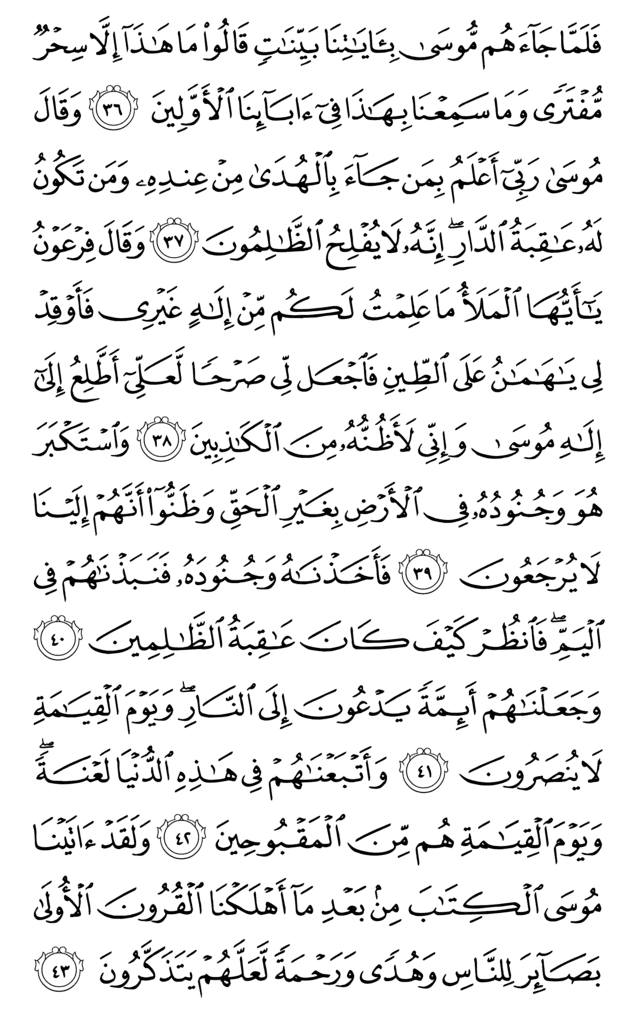 فَلَمَّا جَآءَهُم مُّوسَىٰ بِـَٔايَٰتِنَا بَيِّنَٰتٍ قَالُوا۟ مَا هَٰذَآ إِلَّا سِحْرٌ
مُّفْتَرًى وَمَا سَمِعْنَا بِهَٰذَا فِىٓ ءَابَآئِنَا ٱلْأَوَّلِينَ ٣٦ وَقَالَ
مُوسَىٰ رَبِّىٓ أَعْلَمُ بِمَن جَآءَ بِٱلْهُدَىٰ مِنْ عِندِهِۦ وَمَن تَكُونُ
لَهُۥ عَٰقِبَةُ ٱلدَّارِ ۖ إِنَّهُۥ لَا يُفْلِحُ ٱلظَّٰلِمُونَ ٣٧ وَقَالَ فِرْعَوْنُ
يَٰٓأَيُّهَا ٱلْمَلَأُ مَا عَلِمْتُ لَكُم مِّنْ إِلَٰهٍ غَيْرِى فَأَوْقِدْ
لِى يَٰهَٰمَٰنُ عَلَى ٱلطِّينِ فَٱجْعَل لِّى صَرْحًا لَّعَلِّىٓ أَطَّلِعُ إِلَىٰٓ
إِلَٰهِ مُوسَىٰ وَإِنِّى لَأَظُنُّهُۥ مِنَ ٱلْكَٰذِبِينَ ٣٨ وَٱسْتَكْبَرَ
هُوَ وَجُنُودُهُۥ فِى ٱلْأَرْضِ بِغَيْرِ ٱلْحَقِّ وَظَنُّوٓا۟ أَنَّهُمْ إِلَيْنَا
لَا يُرْجَعُونَ ٣٩ فَأَخَذْنَٰهُ وَجُنُودَهُۥ فَنَبَذْنَٰهُمْ فِى
ٱلْيَمِّ ۖ فَٱنظُرْ كَيْفَ كَانَ عَٰقِبَةُ ٱلظَّٰلِمِينَ ٤٠
وَجَعَلْنَٰهُمْ أَئِمَّةً يَدْعُونَ إِلَى ٱلنَّارِ ۖ وَيَوْمَ ٱلْقِيَٰمَةِ
لَا يُنصَرُونَ ٤١ وَأَتْبَعْنَٰهُمْ فِى هَٰذِهِ ٱلدُّنْيَا لَعْنَةً ۖ
وَيَوْمَ ٱلْقِيَٰمَةِ هُم مِّنَ ٱلْمَقْبُوحِينَ ٤٢ وَلَقَدْ ءَاتَيْنَا
مُوسَى ٱلْكِتَٰبَ مِنۢ بَعْدِ مَآ أَهْلَكْنَا ٱلْقُرُونَ ٱلْأُولَىٰ
بَصَآئِرَ لِلنَّاسِ وَهُدًى وَرَحْمَةً لَّعَلَّهُمْ يَتَذَكَّرُونَ ٤٣